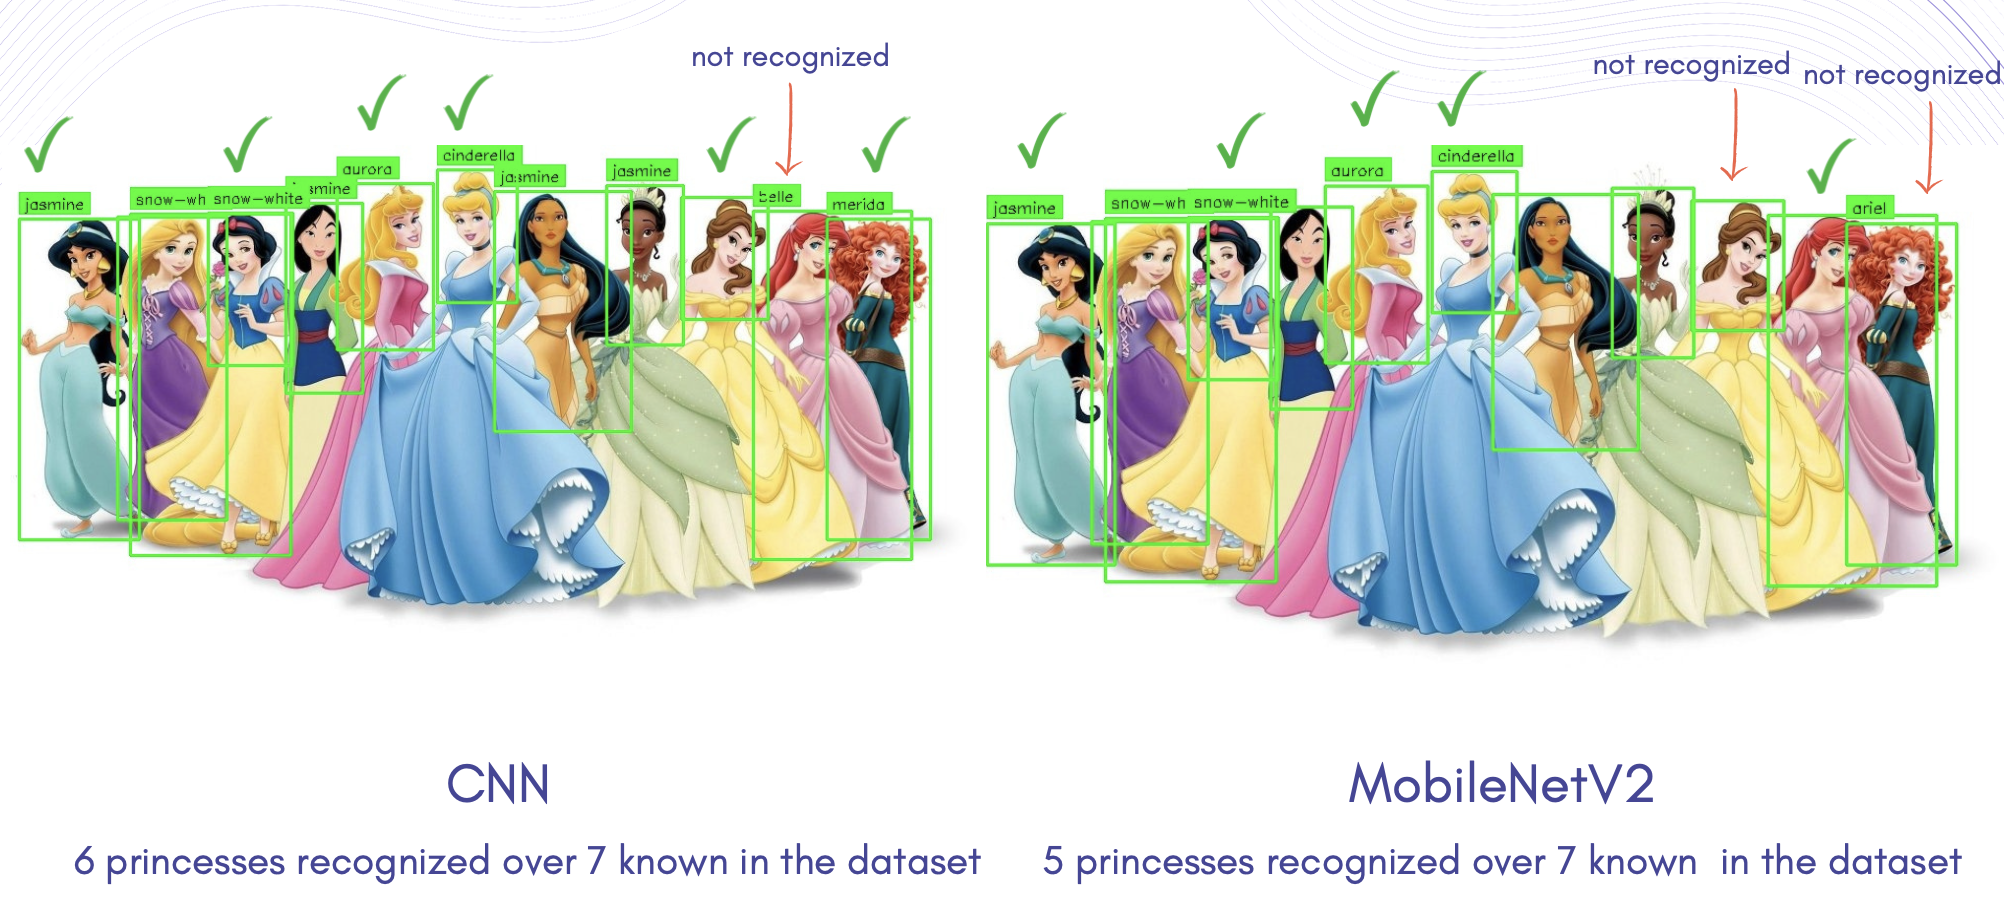 not recognized
cinderella
aurora
jasmine
jasmine
smine
snow-wh
snow-white
jasmine
belle
merida
CNN
6 princesses recognized over 7 known in the dataset
not recognized
not recognized
cinderella
aurora
snow-wh
snow-white
jasmine
ariel
MobileNetV2
5 princesses recognized over 7 known in the dataset